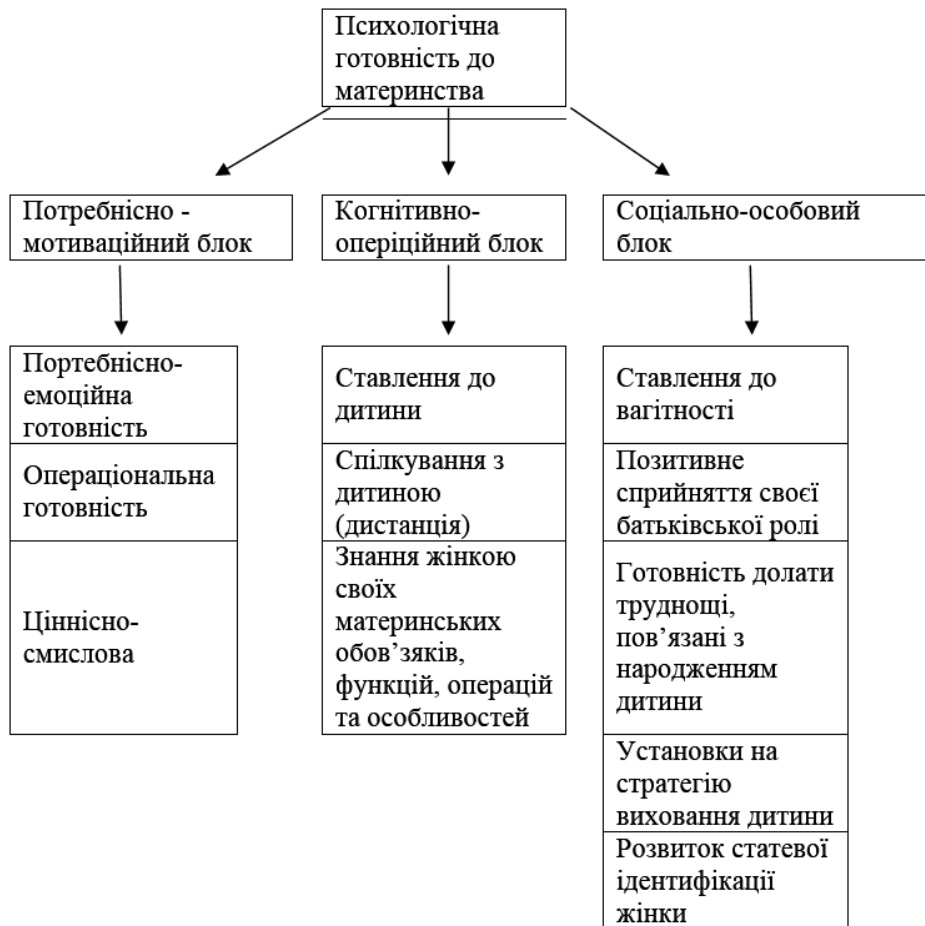 Психологічна
готовність до
материнства
Потребнісно -
мотиваційний блок
Когнітивно-
операційний блок
Соціально-особовий
блок
Портебнісно-
емоційна
готовність
Операціональна
готовність
Ціннісно-
смислова
Ставлення до
дитини
Спілкування з
дитиною
(дистанція)
Знання жінкою
своїх
материнських
обов’язків,
функцій, операцій
та особливостей
Ставлення до
вагітності
Позитивне
сприйняття своєї
батьківської ролі
Готовність долати
труднощі,
пов’язані з
народженням
дитини
Установки на
стратегію
виховання дитини
Розвиток статевої
ідентифікації
жінки